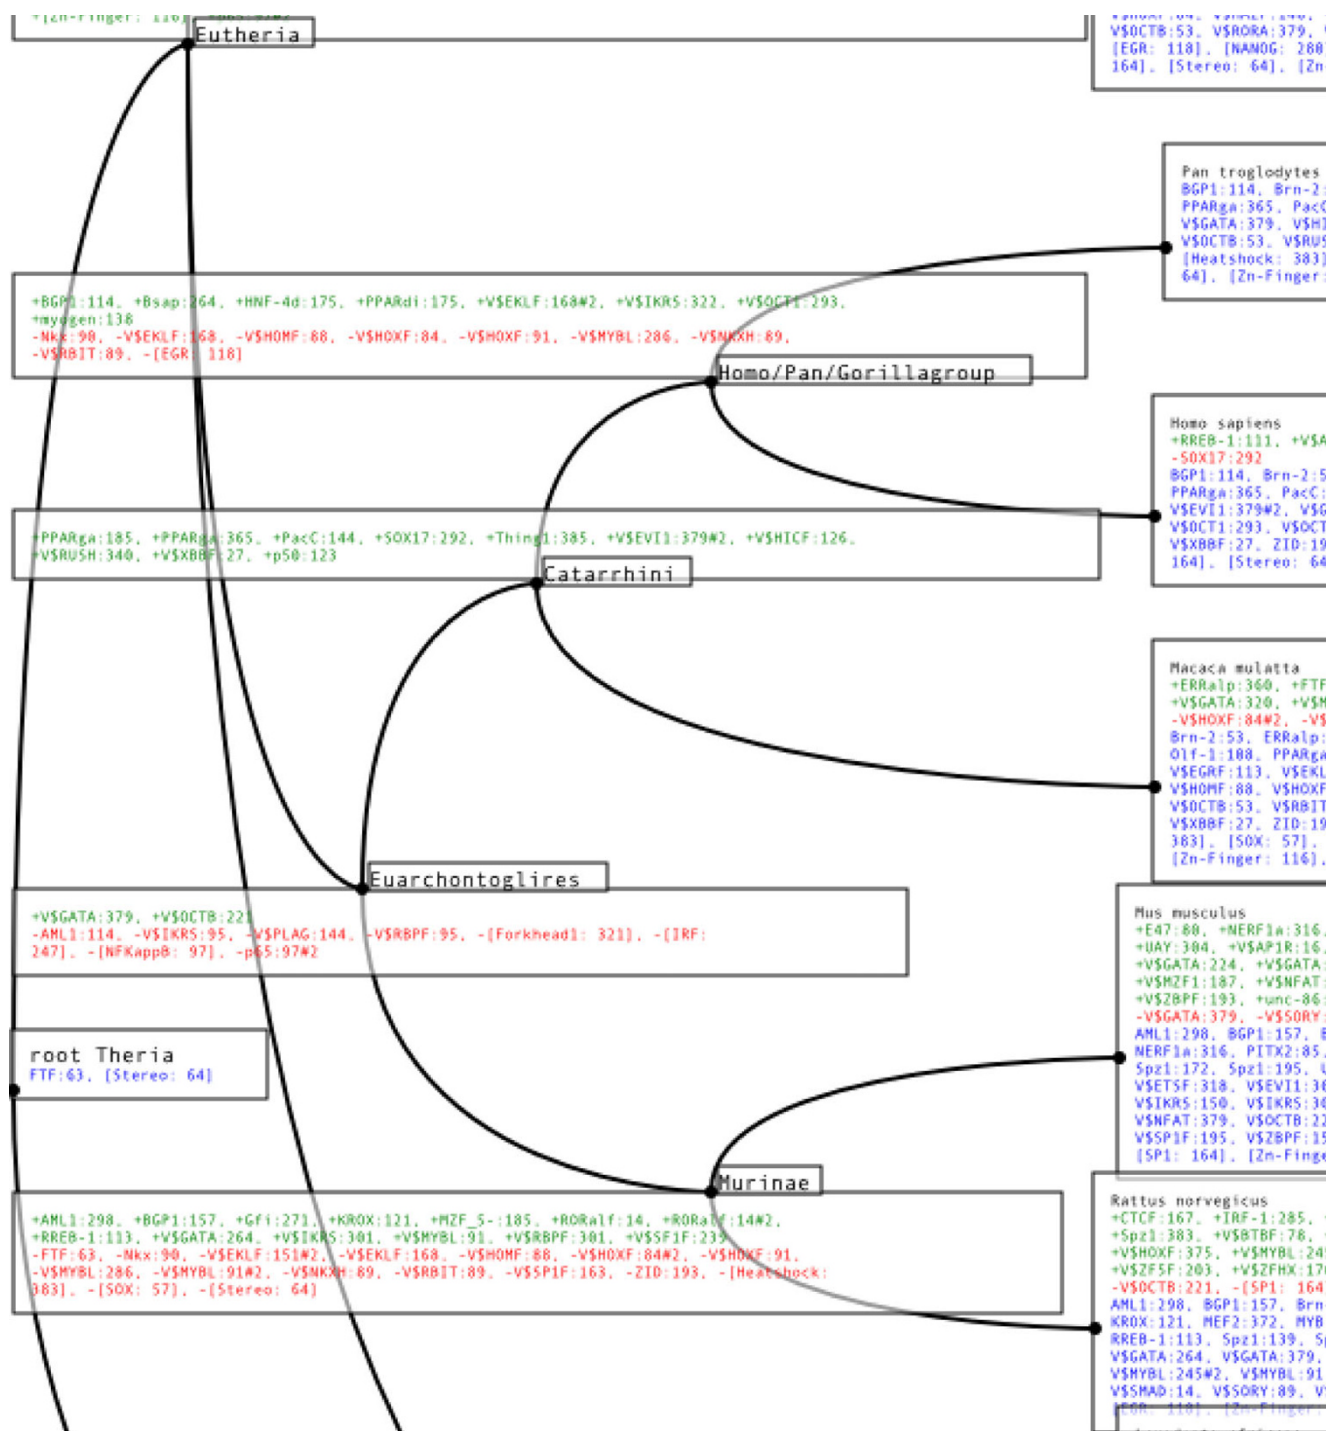 +[Zn-Finger: 116]
Eutheria
V$OCTB:53, V$RORA:379,
[EGR: 118], [NANOG: 288]
164], [Stereo: 64], [Zn-
Pan troglodytes
BGP1:114, Brn-2:
PPARga:365, PacC
V$GATA:379, V$HI
V$OCTB:53, V$RUS
[Heatshock: 383]
64], [Zn-Finger:
+BGP1:114, +Bsap:264, +HNF-4d:175, +PPARdi:175, +V$EKLF:168#2, +V$IKRS:322, +V$OCT1:293,
+myogen:138
-Nkx:90, -V$EKLF:168, -V$HOMF:88, -V$HOXF:84, -V$HOXF:91, -V$MYBL:286, -V$NKXH:89,
-V$RBIT:89, -[EGR: 118]
Homo/Pan/Gorillagroup
Homo sapiens
+RREB-1:111, +V$A
-SOX17:292
BGP1:114, Brn-2:5
PPARga:365, PacC:
V$EVI1:379#2, V$G
V$OCT1:293, V$OCT
V$XBBF:27, ZID:19
164], [Stereo: 64
+PPARga:185, +PPARga:365, +PacC:144, +SOX17:292, +Thing1:385, +V$EVI1:379#2, +V$HICF:126,
+V$RUSH:340, +V$XBBF:27, +p50:123
Catarrhini
Macaca mulatta
+ERRalp:360, +FTF
+V$GATA:320, +V$M
-V$HOXF:84#2, -V$
Brn-2:53, ERRalp:
Olf-1:188, PPARga
V$EGRF:113, V$EKL
V$HOMF:88, V$HOXF
V$OCTB:53, V$RBIT
V$XBBF:27, ZID:19
383], [SOX: 57],
[Zn-Finger: 116],
Euarchontoglires
+V$GATA:379, +V$OCTB:221
-AML1:114, -V$IKRS:95, -V$PLAG:144, -V$RBPF:95, -[Forkhead1: 321], -[IRF:
247], -[NFKappB: 97], -p65:97#2
Mus musculus
+E47:80, +NERF1a:316,
+UAY:304, +V$AP1R:16,
+V$GATA:224, +V$GATA:
+V$MZF1:187, +V$NFAT:
+V$ZBPF:193, +unc-86:
-V$GATA:379, -V$SORY:
AML1:298, BGP1:157, B
NERF1a:316, PITX2:85,
Spz1:172, Spz1:195, U
V$ETSF:318, V$EVI1:38
V$IKRS:150, V$IKRS:30
V$NFAT:379, V$OCTB:22
V$SP1F:195, V$ZBPF:15
[SP1: 164], [Zn-Finge
root Theria
FTF:63, [Stereo: 64]
Murinae
+AML1:298, +BGP1:157, +Gfi:271, +KROX:121, +MZF_5-:185, +RORalf:14, +RORalf:14#2,
+RREB-1:113, +V$GATA:264, +V$IKRS:301, +V$MYBL:91, +V$RBPF:301, +V$SF1F:239
-FTF:63, -Nkx:90, -V$EKLF:151#2, -V$EKLF:168, -V$HOMF:88, -V$HOXF:84#2, -V$HOXF:91,
-V$MYBL:286, -V$MYBL:91#2, -V$NKXH:89, -V$RBIT:89, -V$SP1F:163, -ZID:193, -[Heatshock:
383], -[SOX: 57], -[Stereo: 64]
Rattus norvegicus
+CTCF:167, +IRF-1:285, +
+Spz1:383, +V$BTBF:78, +
+V$HOXF:375, +V$MYBL:245
+V$ZF5F:203, +V$ZFHX:170
-V$OCTB:221, -[SP1: 164]
AML1:298, BGP1:157, Brn-
KROX:121, MEF2:372, MYB
RREB-1:113, Spz1:139, Sp
V$GATA:264, V$GATA:379,
V$MYBL:245#2, V$MYBL:91
V$SMAD:14, V$SORY:89, V$
[EGR: 118], [Zn-Finger: